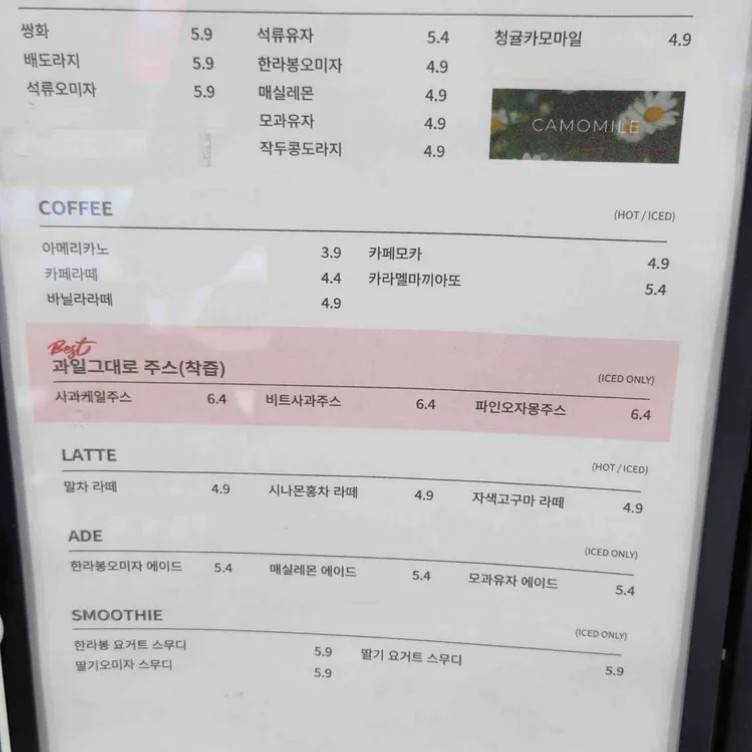 쌍화 5.9 석류유자 5.4 청귤카모마일 4.9
배도라지 5.9 한라봉오미자 4.9
석류오미자 5.9 매실레몬 4.9
모과유자 4.9
작두콩도라지 4.9
CAMOMILE
COFFEE (HOT / ICED)
아메리카노 3.9 카페모카 4.9
카페라떼 4.4 카라멜마끼아또 5.4
바닐라라떼 4.9
Best
과일그대로 주스(착즙) (ICED ONLY)
사과케일주스 6.4 비트사과주스 6.4 파인오자몽주스 6.4
LATTE (HOT / ICED)
말차 라떼 4.9 시나몬홍차 라떼 4.9 자색고구마 라떼 4.9
ADE (ICED ONLY)
한라봉오미자 에이드 5.4 매실레몬 에이드 5.4 모과유자 에이드 5.4
SMOOTHIE (ICED ONLY)
한라봉 요거트 스무디 5.9 딸기 요거트 스무디 5.9
딸기오미자 스무디 5.9